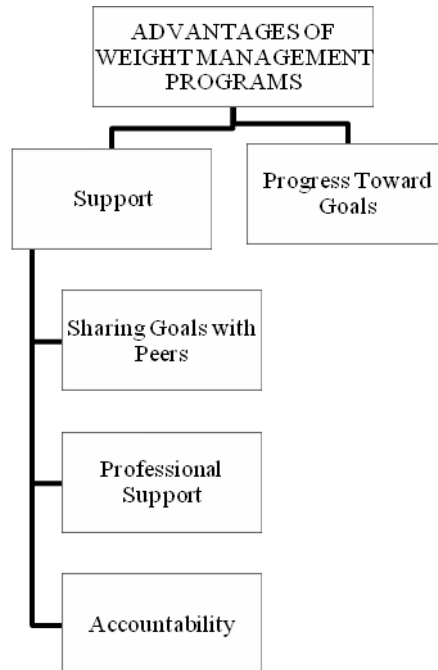 ADVANTAGES OF
WEIGHT MANAGEMENT
PROGRAMS
Support
Progress Toward
Goals
Sharing Goals with
Peers
Professional
Support
Accountability